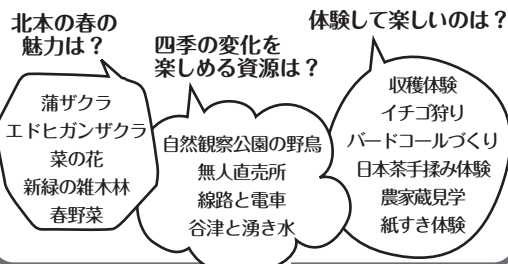 北本の春の
魅力は？
蒲ザクラ
エドヒガンザクラ
菜の花
新緑の雑木林
春野菜
四季の変化を
楽しめる資源は？
自然観察公園の野鳥
無人直売所
線路と電車
谷津と湧き水
体験して楽しいのは？
収穫体験
イチゴ狩り
バードコールづくり
日本茶手揉み体験
農家蔵見学
紙すき体験